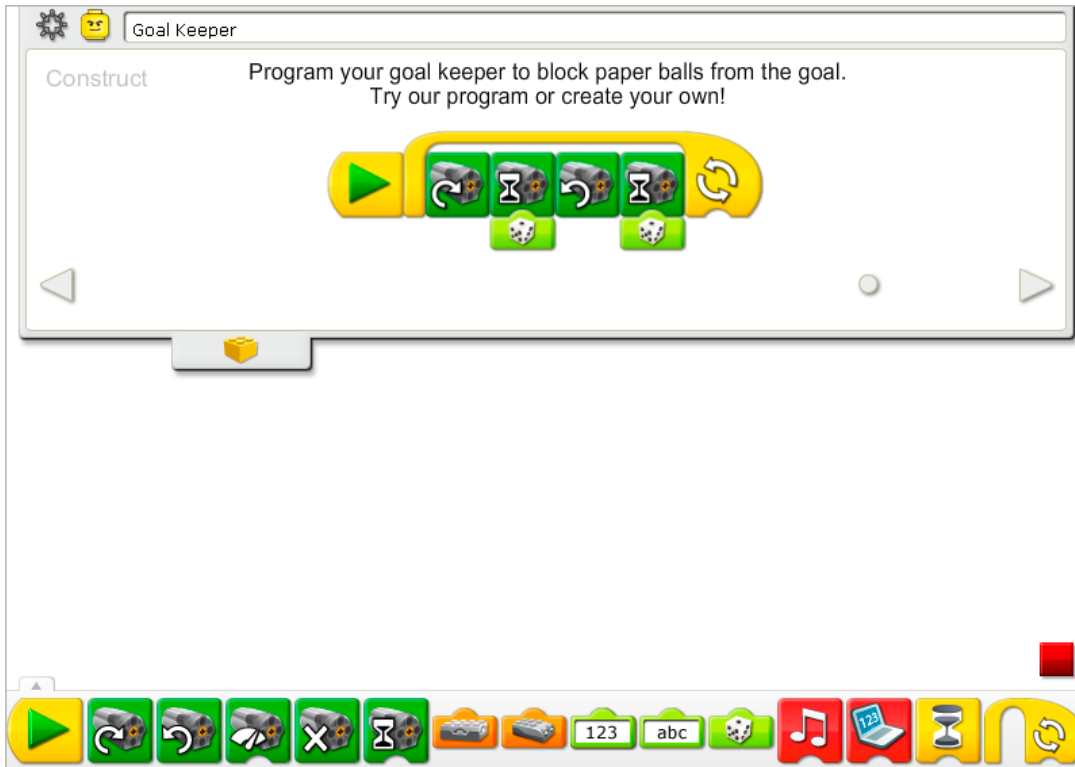 Goal Keeper
Construct
Program your goal keeper to block paper balls from the goal.
Try our program or create your own!
123
abc
123